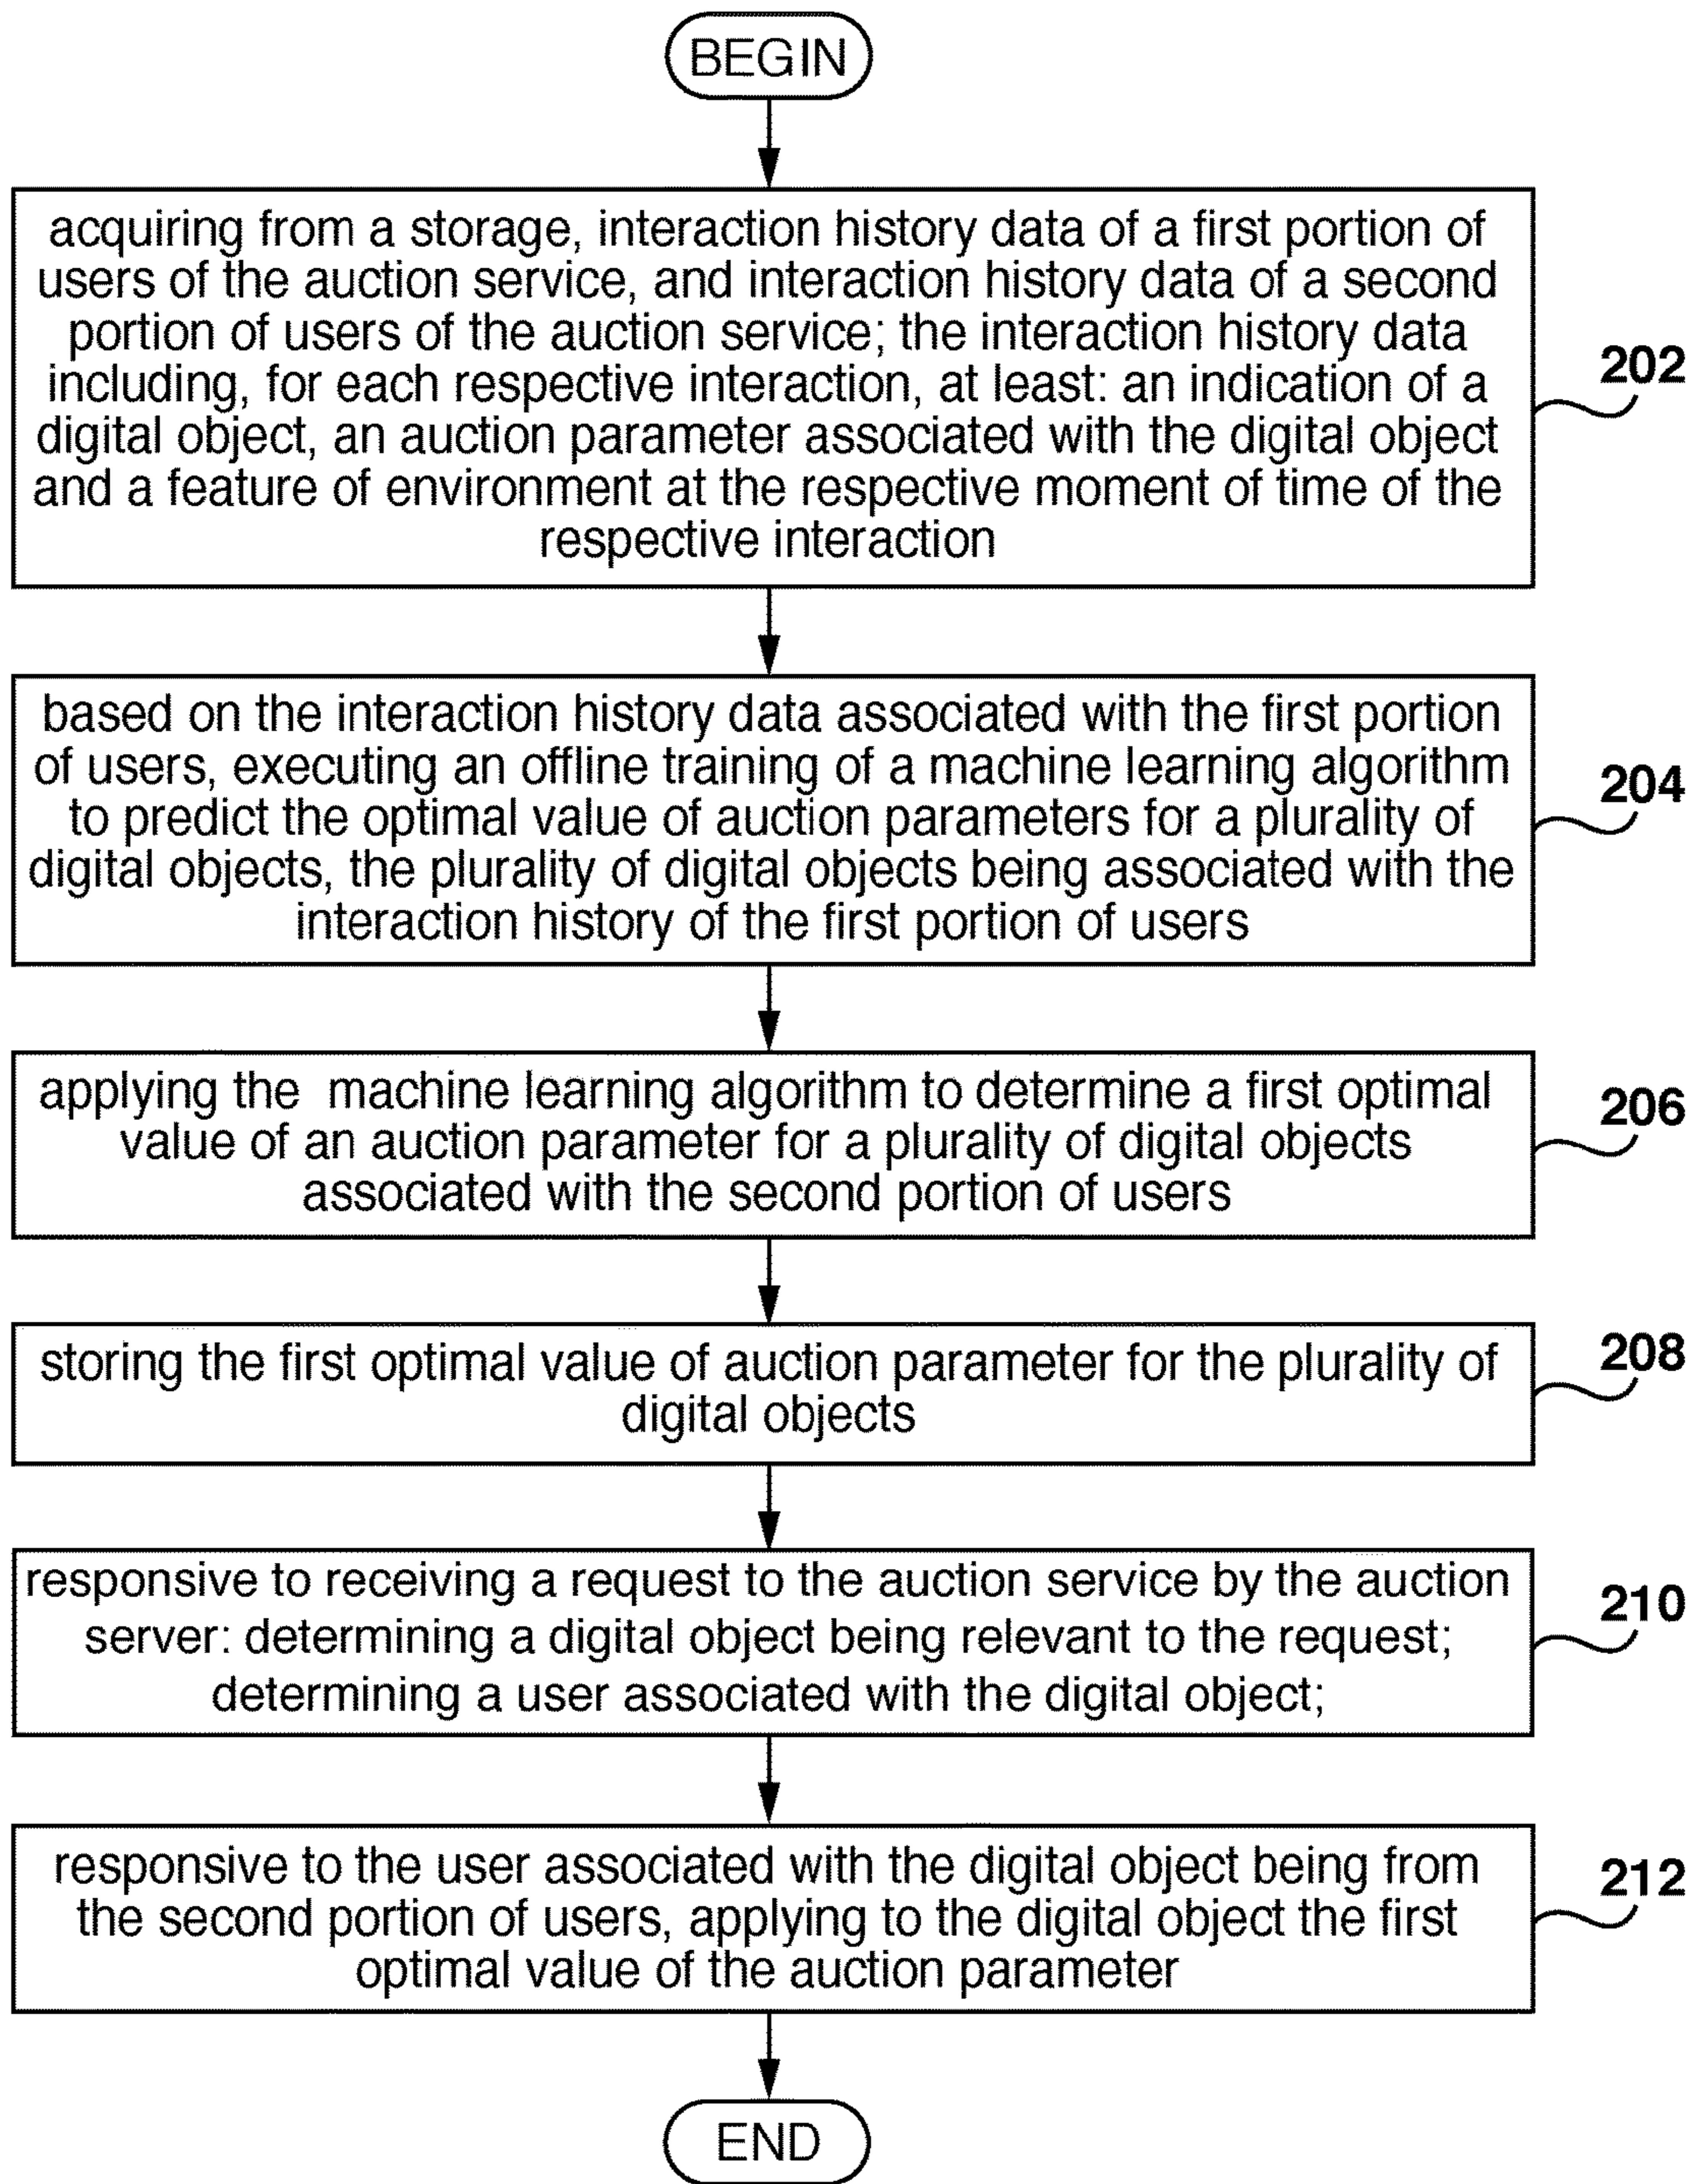 BEGIN
acquiring from a storage, interaction history data of a first portion of
users of the auction service, and interaction history data of a second
portion of users of the auction service; the interaction history data
including, for each respective interaction, at least: an indication of a
digital object, an auction parameter associated with the digital object
and a feature of environment at the respective moment of time of the
respective interaction
202
based on the interaction history data associated with the first portion
of users, executing an offline training of a machine learning algorithm
to predict the optimal value of auction parameters for a plurality of
digital objects, the plurality of digital objects being associated with the
interaction history of the first portion of users
204
applying the machine learning algorithm to determine a first optimal
value of an auction parameter for a plurality of digital objects
associated with the second portion of users
206
storing the first optimal value of auction parameter for the plurality of
digital objects
208
responsive to receiving a request to the auction service by the auction
server: determining a digital object being relevant to the request;
determining a user associated with the digital object;
210
responsive to the user associated with the digital object being from
the second portion of users, applying to the digital object the first
optimal value of the auction parameter
212
END